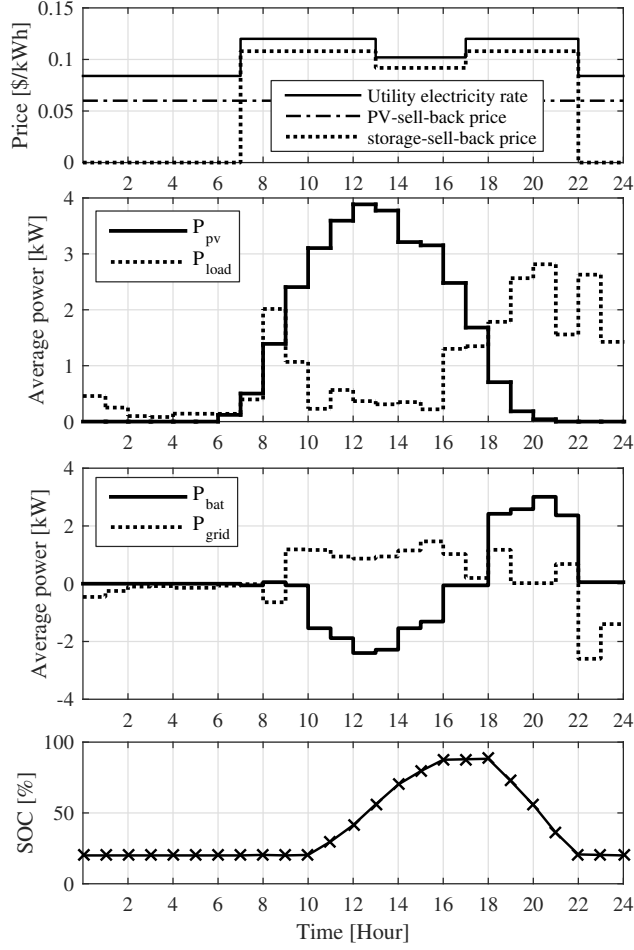 Price [$/kWh]
0.15
0.1
0.05
0
Utility electricity rate
PV-sell-back price
storage-sell-back price
2 4 6 8 10 12 14 16 18 20 22 24
Average power [kW]
4
3
2
1
0
P_pv
P_load
2 4 6 8 10 12 14 16 18 20 22 24
Average power [kW]
4
2
0
-2
-4
P_bat
P_grid
2 4 6 8 10 12 14 16 18 20 22 24
SOC [%]
100
50
0
2 4 6 8 10 12 14 16 18 20 22 24
Time [Hour]